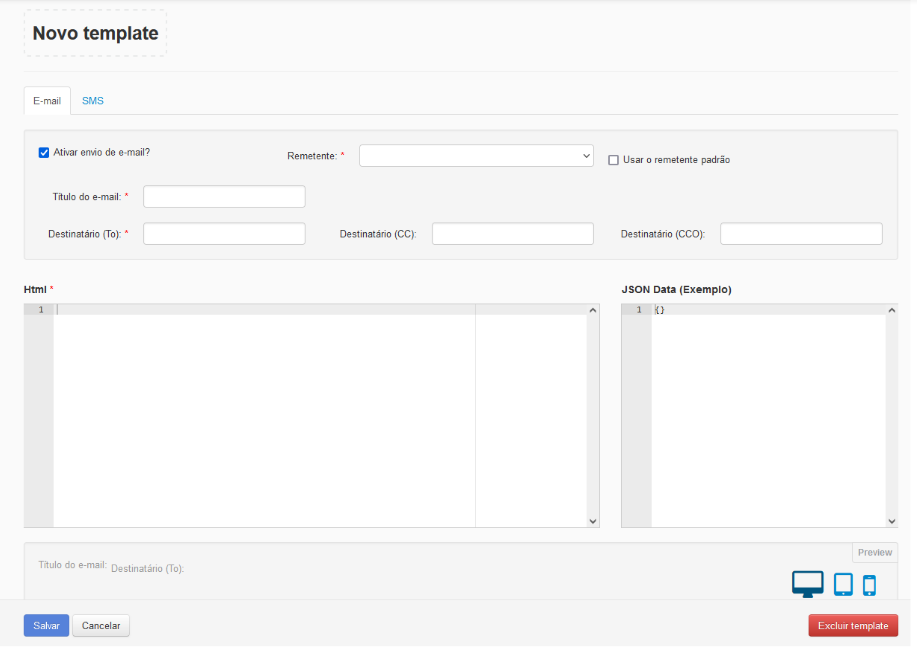 Novo template
E-mail SMS
Ativar envio de e-mail? Remetente: * Usar o remetente padrão
Título do e-mail: *
Destinatário (To): * Destinatário (CC): Destinatário (CCO):
Html * JSON Data (Exemplo)
1 1 {}
Preview
Título do e-mail: Destinatário (To):
Salvar Cancelar Excluir template